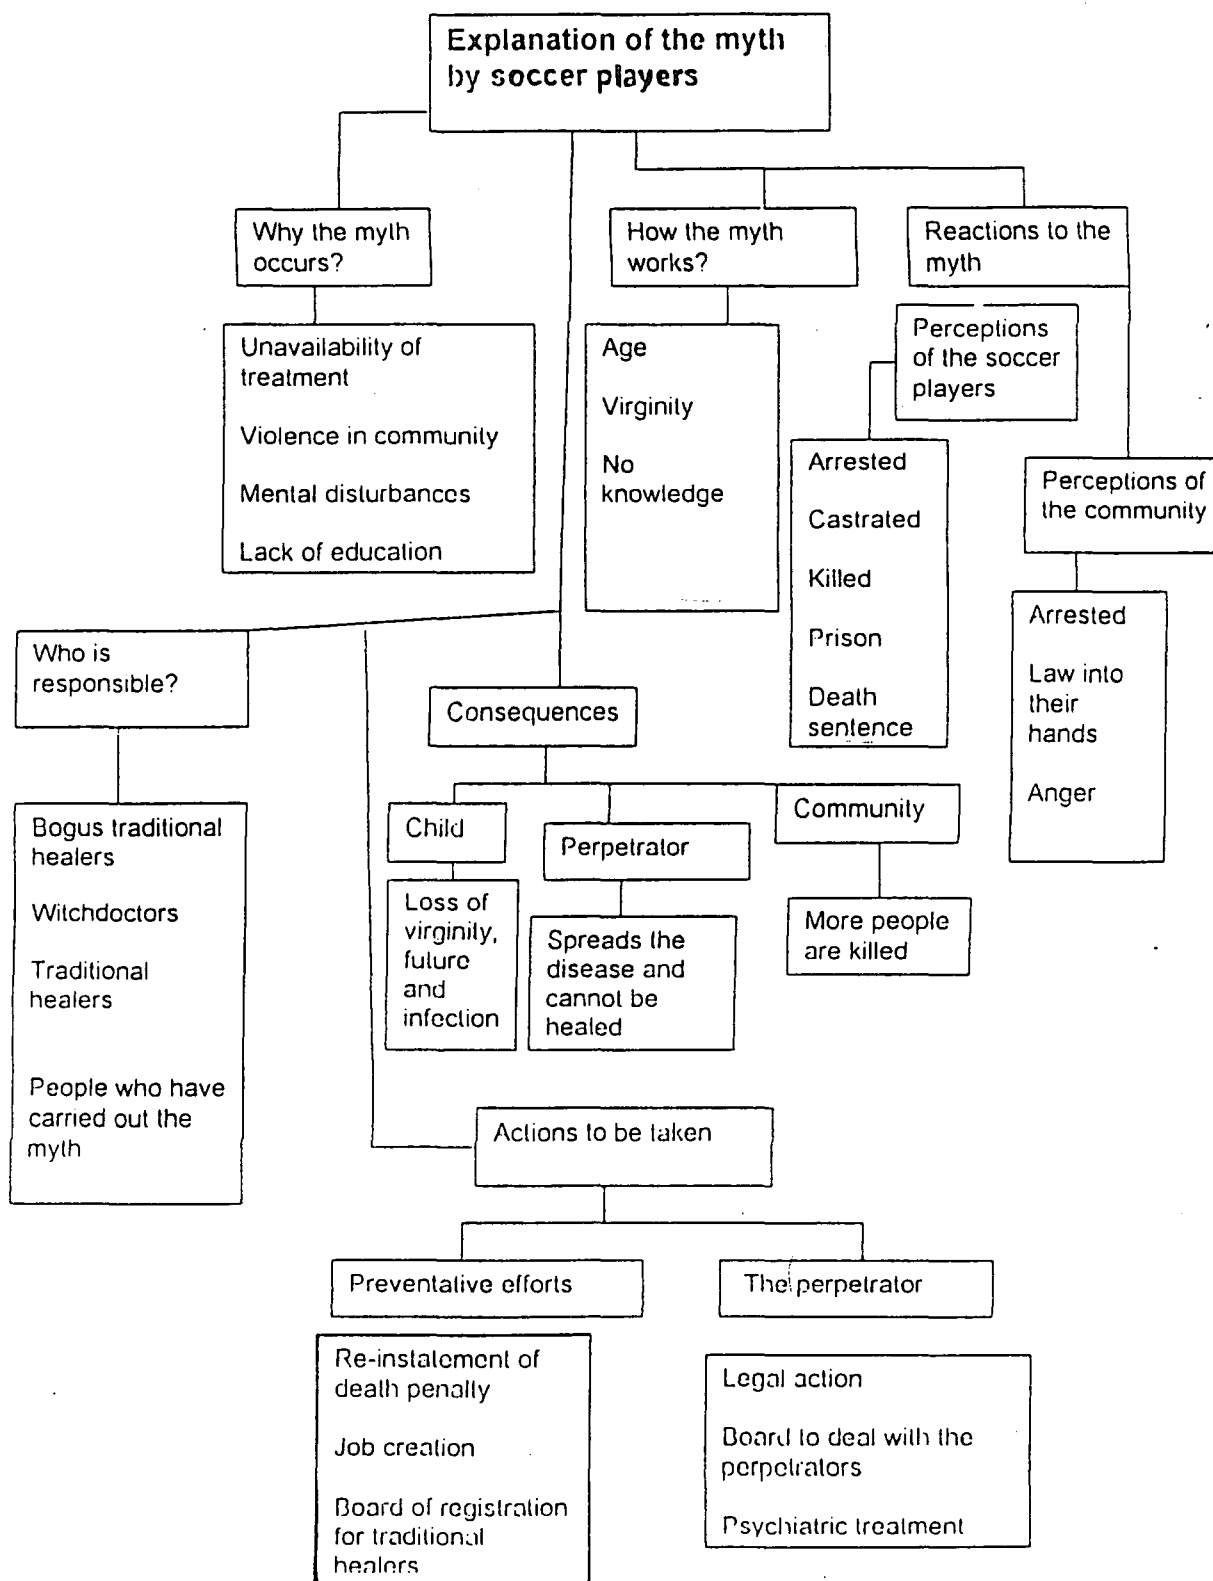 Explanation of the myth
by soccer players
Why the myth
occurs?
How the myth
works?
Reactions to the
myth
Unavailability of
treatment
Violence in community
Mental disturbances
Lack of education
Age
Virginity
No
knowledge
Perceptions
of the soccer
players
Arrested
Castrated
Killed
Prison
Death
sentence
Perceptions of
the community
Arrested
Law into
their
hands
Anger
Who is
responsible?
Bogus traditional
healers
Witchdoctors
Traditional
healers
People who have
carried out the
myth
Consequences
Child
Loss of
virginity,
future
and
infection
Perpetrator
Spreads the
disease and
cannot be
healed
Community
More people
are killed
Actions to be taken
Preventative efforts
Re-instatement of
death penalty
Job creation
Board of registration
for traditional
healers
The perpetrator
Legal action
Board to deal with the
perpetrators
Psychiatric treatment